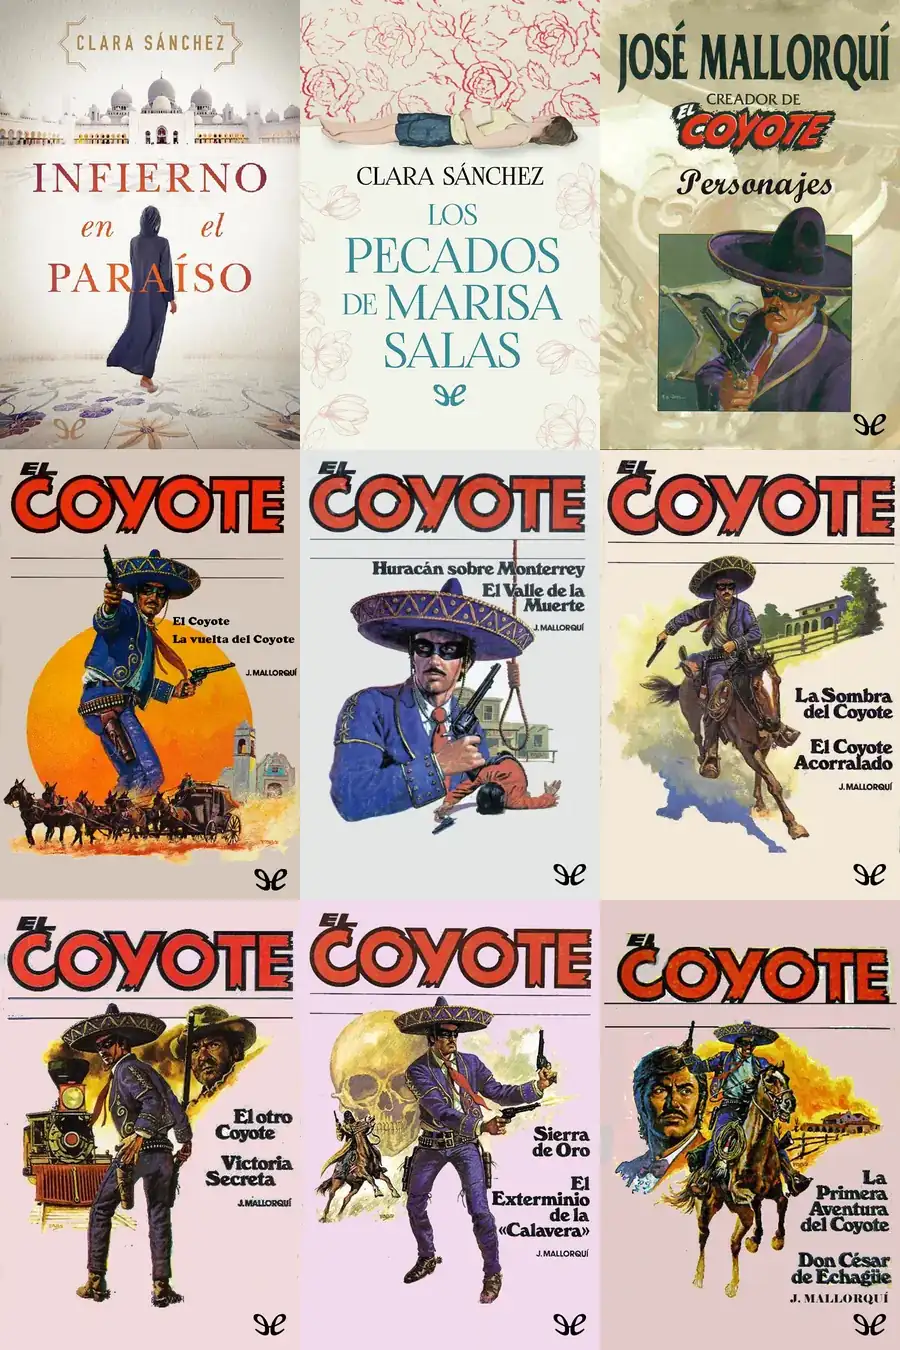 CLARA SÁNCHEZ
INFIERNO
en el
PARAÍSO
CLARA SÁNCHEZ
LOS
PECADOS
DE MARISA
SALAS
JOSÉ MALLORQUÍ
CREADOR DE
EL
COYOTE
Personajes
EL
COYOTE
El Coyote
La vuelta del Coyote
J. MALLORQUÍ
EL
COYOTE
Huracán sobre Monterrey
El Valle de la
Muerte
J. MALLORQUÍ
EL
COYOTE
La Sombra
del Coyote
El Coyote
Acorralado
J. MALLORQUÍ
EL
COYOTE
El otro
Coyote
Victoria
Secreta
J. MALLORQUÍ
EL
COYOTE
Sierra
de Oro
El
Exterminio
de la
«Calavera»
J. MALLORQUÍ
EL
COYOTE
La
Primera
Aventura
del Coyote
Don César
de Echagüe
J. MALLORQUÍ